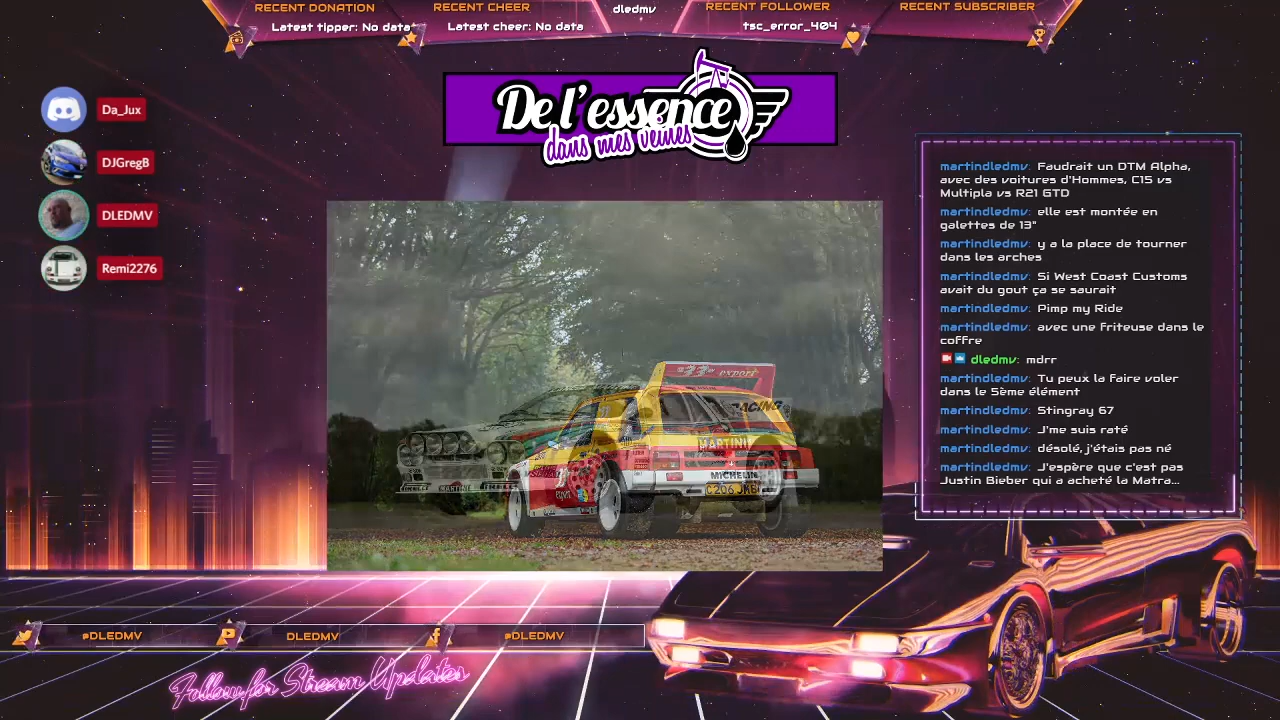 RECENT DONATION
RECENT CHEER
dledmv
RECENT FOLLOWER
RECENT SUBSCRIBER
Latest tipper: No data
Latest cheer: No data
tsc_error_404
De l'essence
dans mes veines
Da_Jux
DJGregB
DLEDMV
Remi2276
martindledmv: Faudrait un DTM Alpha,
avec des voitures d'Hommes, C15 vs
Multipla vs R21 GTD
martindledmv: elle est montée en
galettes de 13"
martindledmv: y a la place de tourner
dans les arches
martindledmv: Si West Coast Customs
avait du gout ça se saurait
martindledmv: Pimp my Ride
martindledmv: avec une friteuse dans le
coffre
dledmv: mdrr
martindledmv: Tu peux la faire voler
dans le 5ème élément
martindledmv: Stingray 67
martindledmv: J'me suis raté
martindledmv: désolé, j'étais pas né
martindledmv: J'espère que c'est pas
Justin Bieber qui a acheté la Matra...
"33" export
RACING
MARTINI
MICHELIN
C206 JMB
@DLEDMV
DLEDMV
@DLEDMV
Follow for Stream Updates